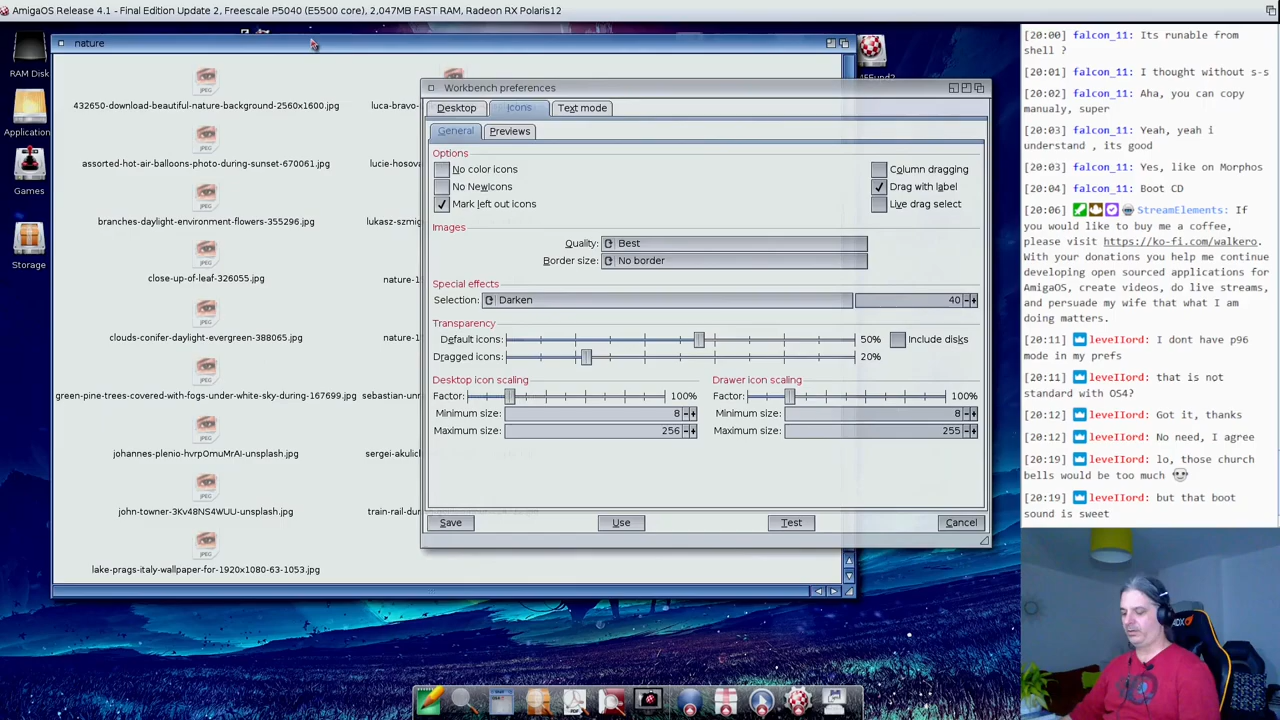 AmigaOS Release 4.1 - Final Edition Update 2, Freescale P5040 (E5500 core), 2,047MB FAST RAM, Radeon RX Polaris12
RAM Disk
Application
Games
Storage
nature
432650-download-beautiful-nature-background-2560x1600.jpg
luca-bravo-
assorted-hot-air-balloons-photo-during-sunset-670061.jpg
lucie-hosova
branches-daylight-environment-flowers-355296.jpg
lukasz-szmig
close-up-of-leaf-326055.jpg
nature-1
clouds-conifer-daylight-evergreen-388065.jpg
nature-
green-pine-trees-covered-with-fogs-under-white-sky-during-167699.jpg
sebastian-un
johannes-plenio-hvrpOmuMrAI-unsplash.jpg
sergei-akulich
john-towner-3Kv48NS4WUU-unsplash.jpg
train-rail-du
lake-prags-italy-wallpaper-for-1920x1080-63-1053.jpg
Workbench preferences
Desktop
Icons
Text mode
General
Previews
Options
No color icons
No Newicons
Mark left out icons
Column dragging
Drag with label
Live drag select
Images
Quality: Best
Border size: No border
Special effects
Selection: Darken 40
Transparency
Default icons: 50% Include disks
Dragged icons: 20%
Desktop icon scaling
Factor: 100%
Minimum size: 8
Maximum size: 256
Drawer icon scaling
Factor: 100%
Minimum size: 8
Maximum size: 255
Save
Use
Test
Cancel
[20:00] falcon_11: Its runable from
shell ?
[20:01] falcon_11: I thought without s-s
[20:02] falcon_11: Aha, you can copy
manualy, super
[20:03] falcon_11: Yeah, yeah i
understand , its good
[20:03] falcon_11: Yes, like on Morphos
[20:04] falcon_11: Boot CD
[20:06] StreamElements: If
you would like to buy me a coffee,
please visit https://ko-fi.com/walkero.
With your donations you help me continue
developing open sourced applications for
AmigaOS, create videos, do live streams,
and persuade my wife that what I am
doing matters.
[20:11] leveIIord: I dont have p96
mode in my prefs
[20:11] leveIIord: that is not
standard with OS4?
[20:12] leveIIord: Got it, thanks
[20:12] leveIIord: No need, I agree
[20:19] leveIIord: lo, those church
bells would be too much
[20:19] leveIIord: but that boot
sound is sweet